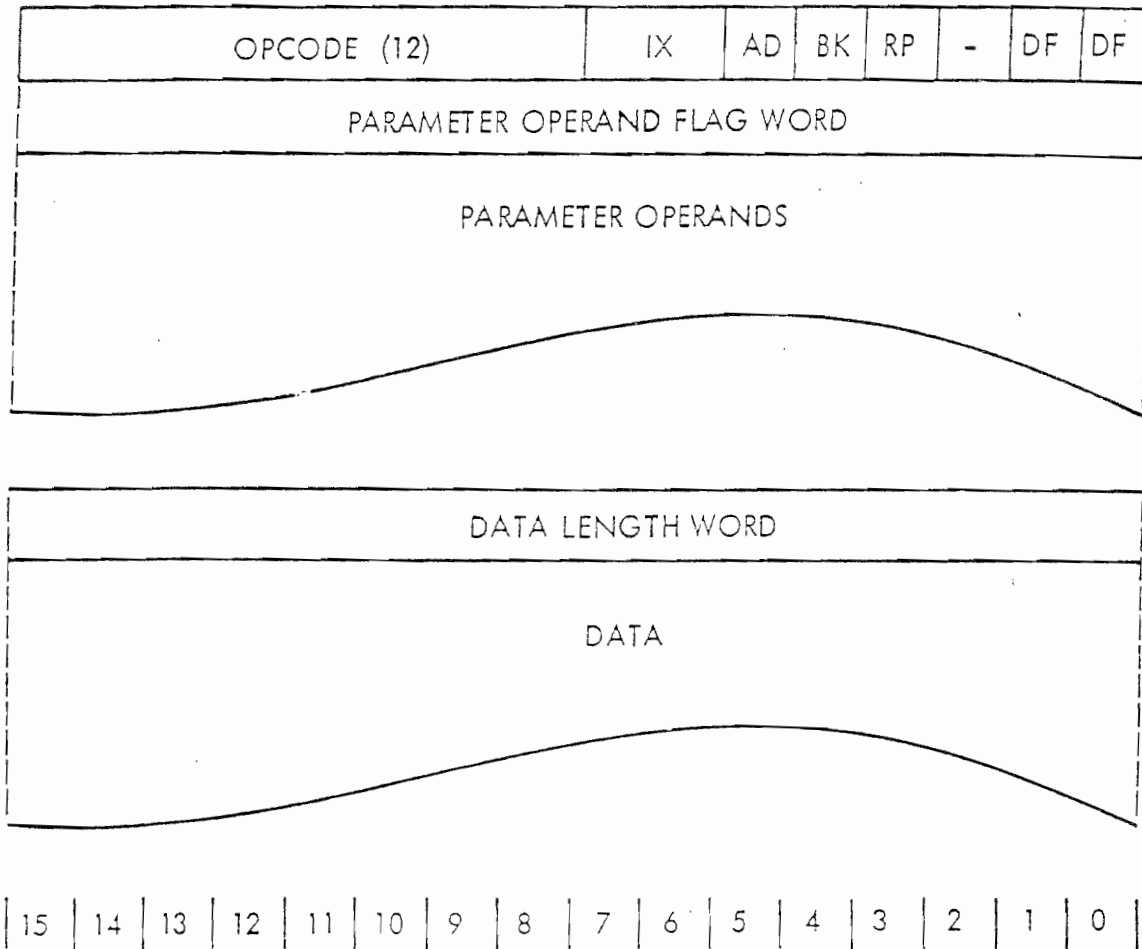 OPCODE (12) IX AD BK RP - DF DF
PARAMETER OPERAND FLAG WORD
PARAMETER OPERANDS
DATA LENGTH WORD
DATA
15 14 13 12 11 10 9 8 7 6 5 4 3 2 1 0